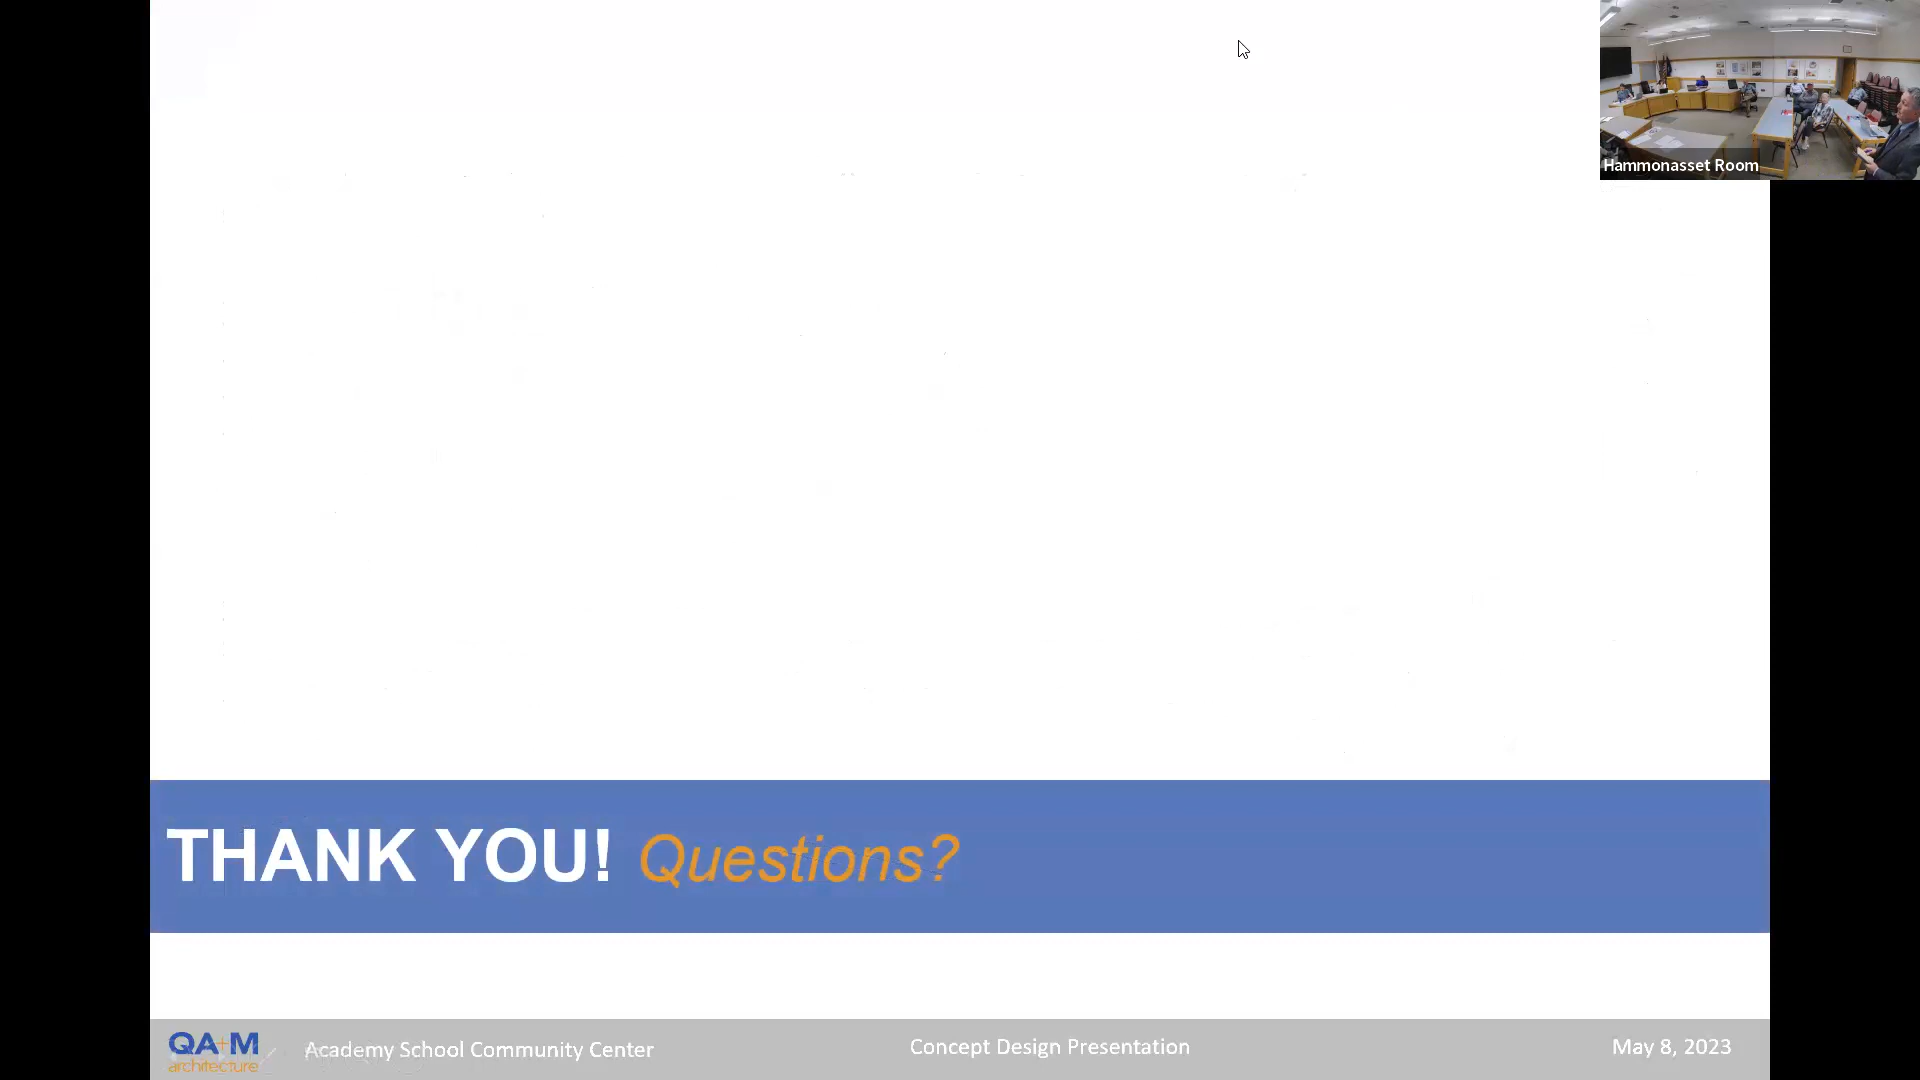 Hammonasset Room
THANK YOU! Questions?
QA+M
architecture
Academy School Community Center
Concept Design Presentation
May 8, 2023